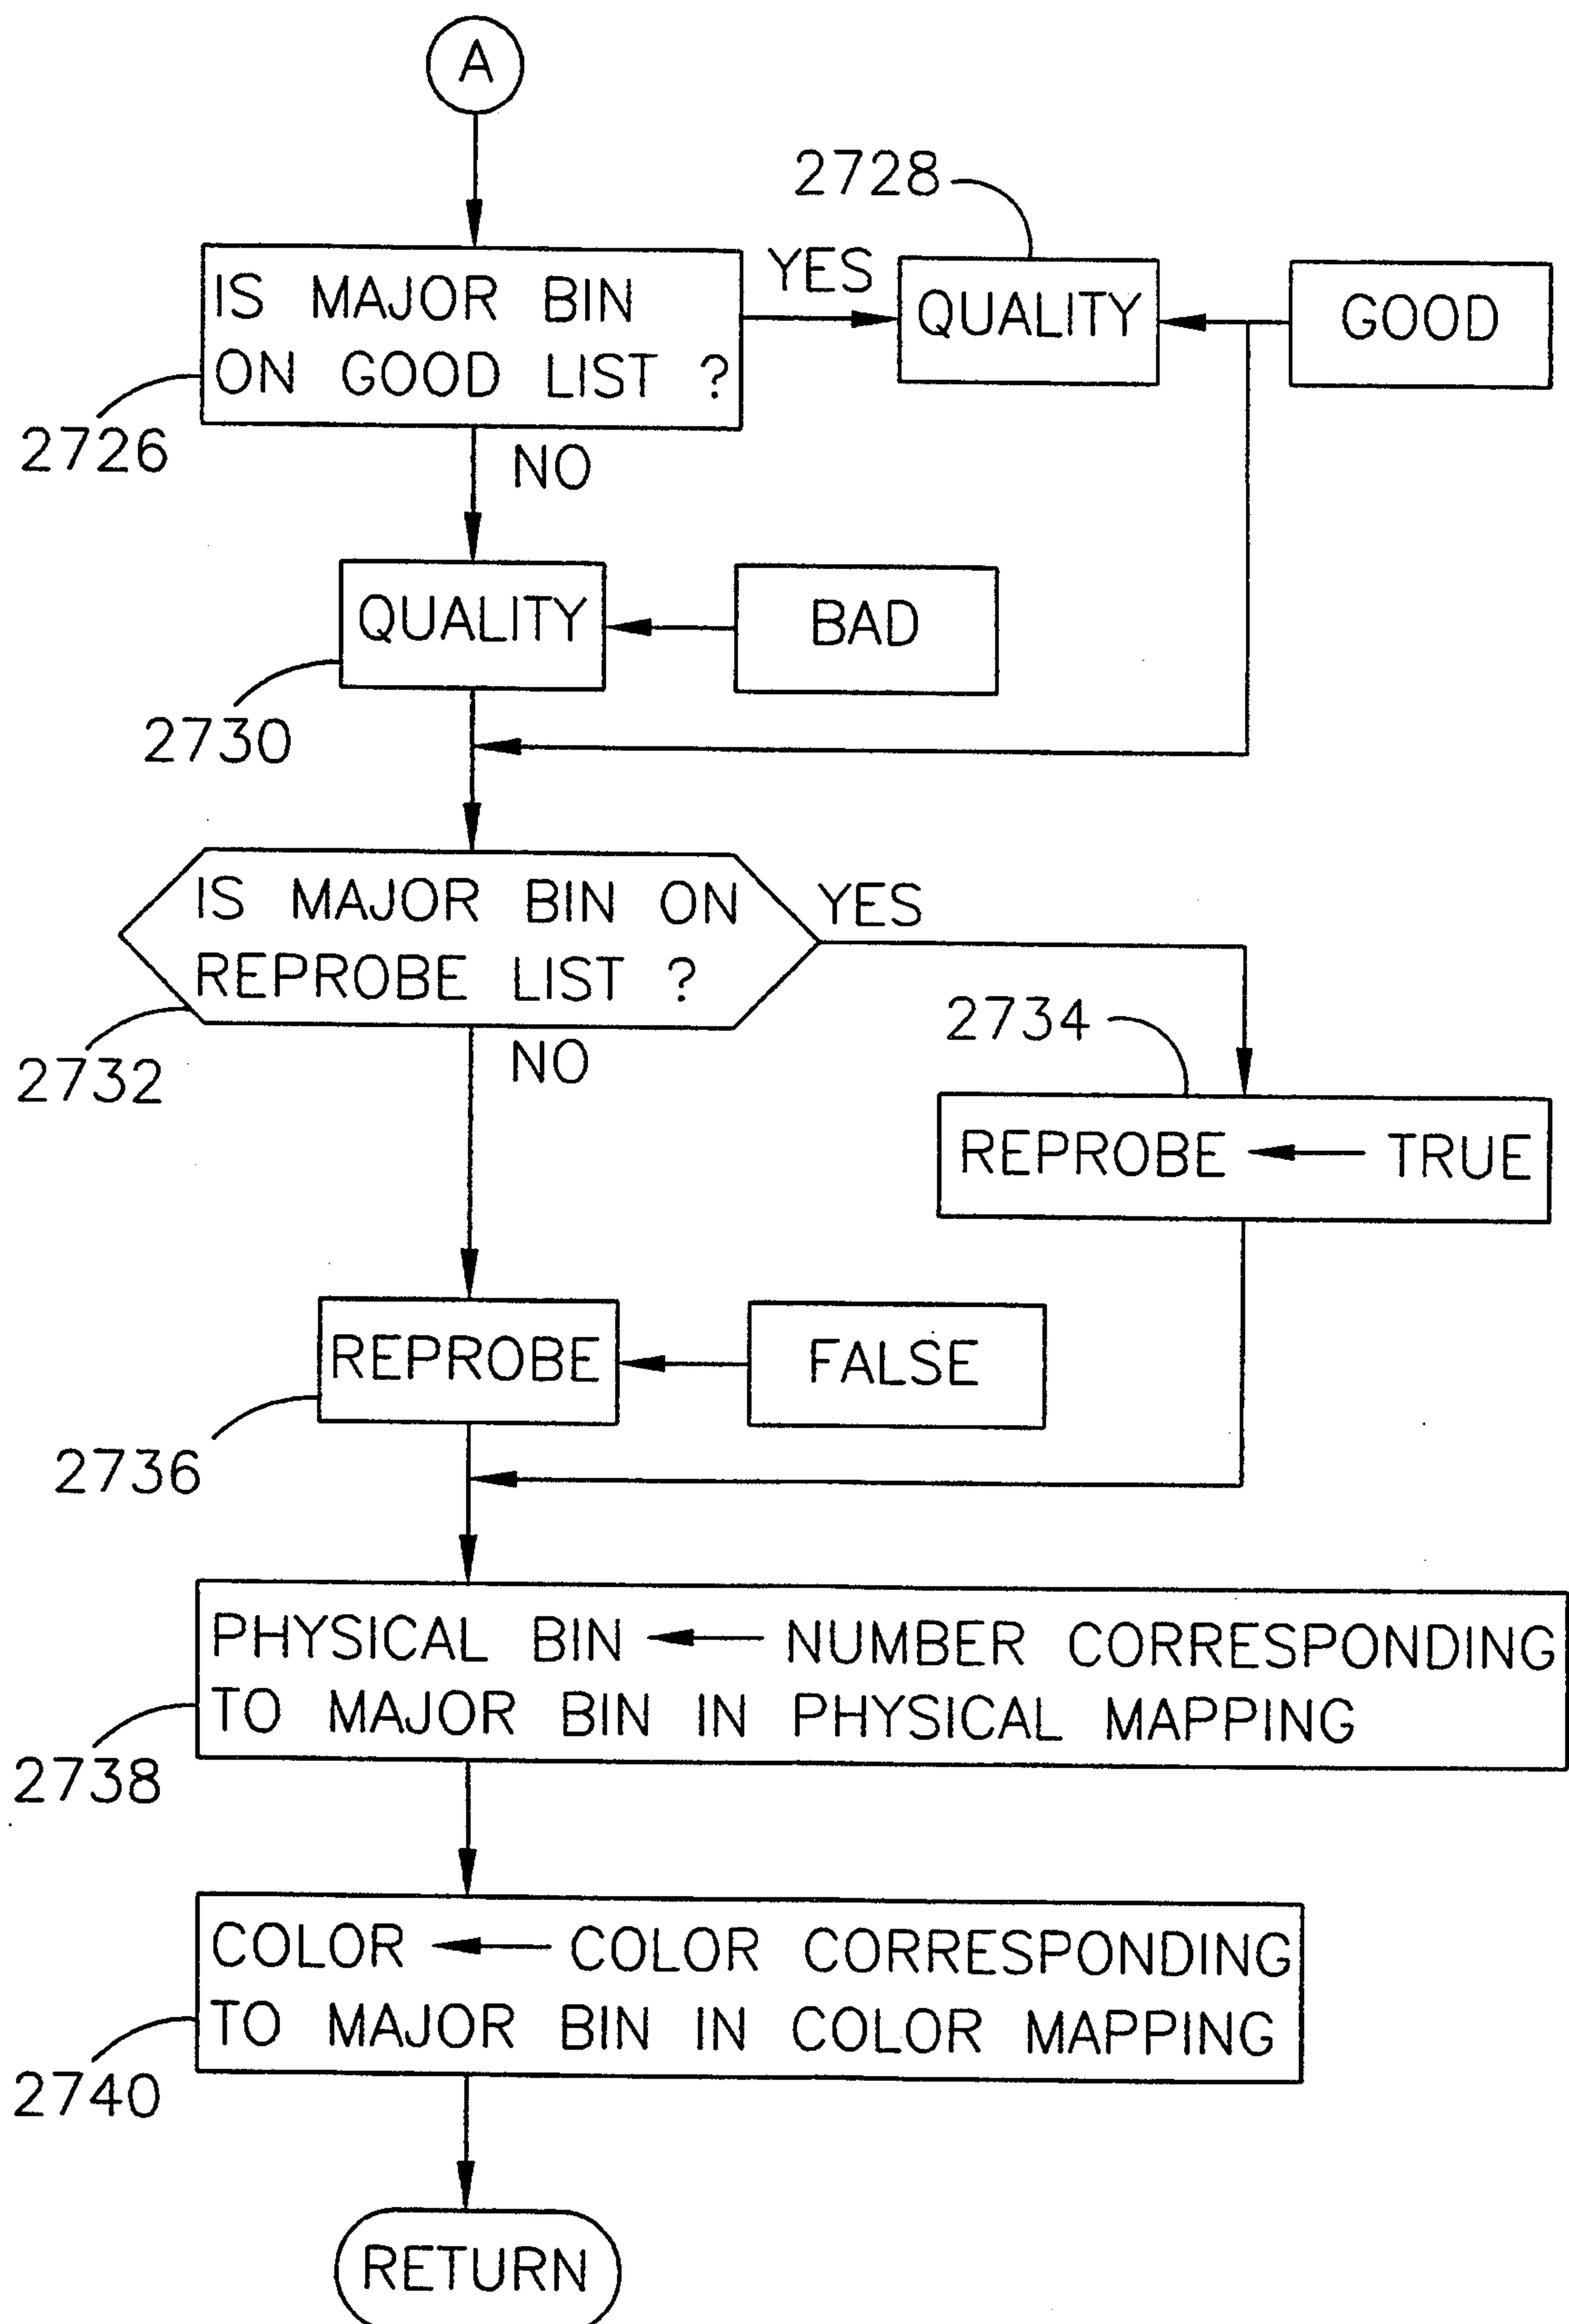 A
2728
IS MAJOR BIN
ON GOOD LIST ?
YES
QUALITY
GOOD
2726
NO
QUALITY
BAD
2730
IS MAJOR BIN ON
REPROBE LIST ?
YES
2732
NO
2734
REPROBE ← TRUE
REPROBE
FALSE
2736
PHYSICAL BIN ← NUMBER CORRESPONDING
TO MAJOR BIN IN PHYSICAL MAPPING
2738
COLOR ← COLOR CORRESPONDING
TO MAJOR BIN IN COLOR MAPPING
2740
RETURN